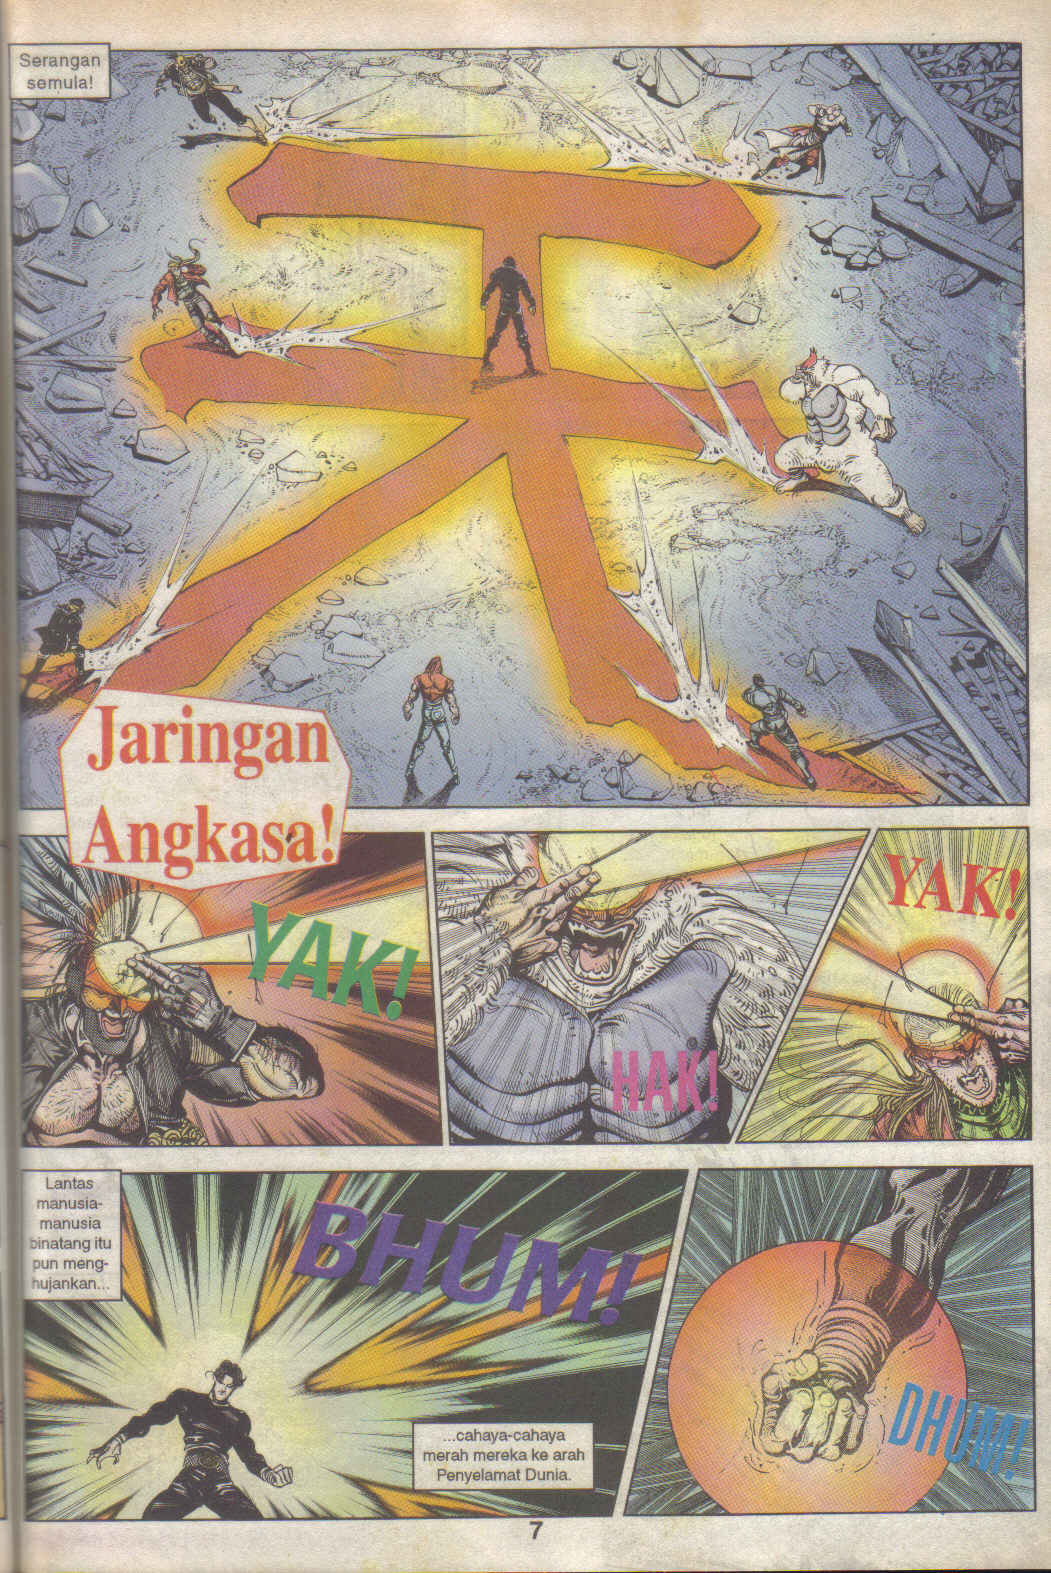 Serangan
semula!
天
Jaringan
Angkasa!
YAK!
HAK!
YAK!
Lantas
manusia-
manusia
binatang itu
pun meng-
hujankan...
BHUM!
...cahaya-cahaya
merah mereka ke arah
Penyelamat Dunia.
DHUM!
7